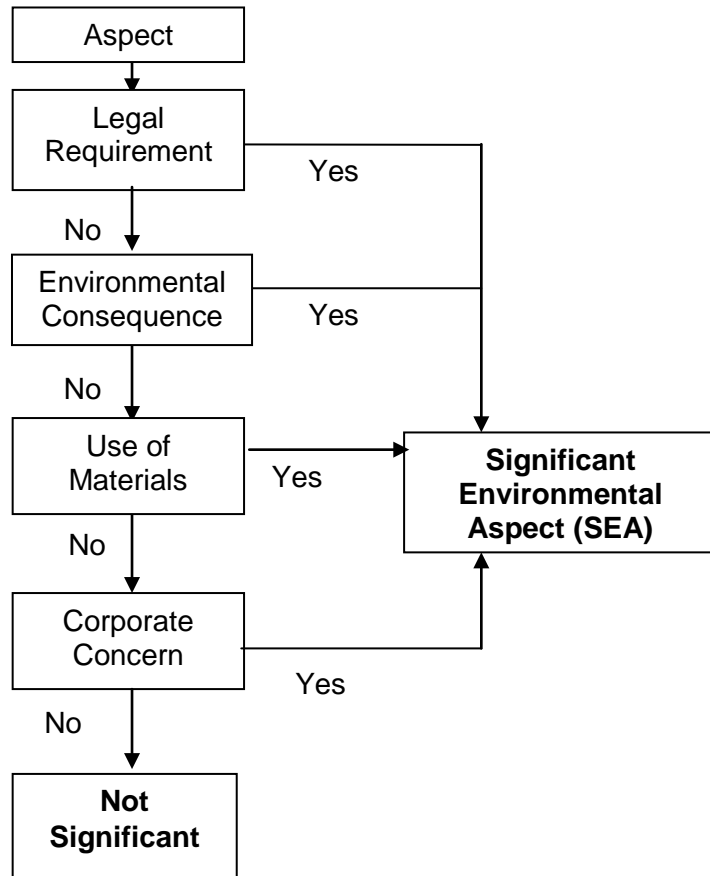 Aspect
Legal
Requirement
Yes
No
Environmental
Consequence
Yes
No
Use of
Materials
Yes
Significant
Environmental
Aspect (SEA)
No
Corporate
Concern
Yes
No
Not
Significant